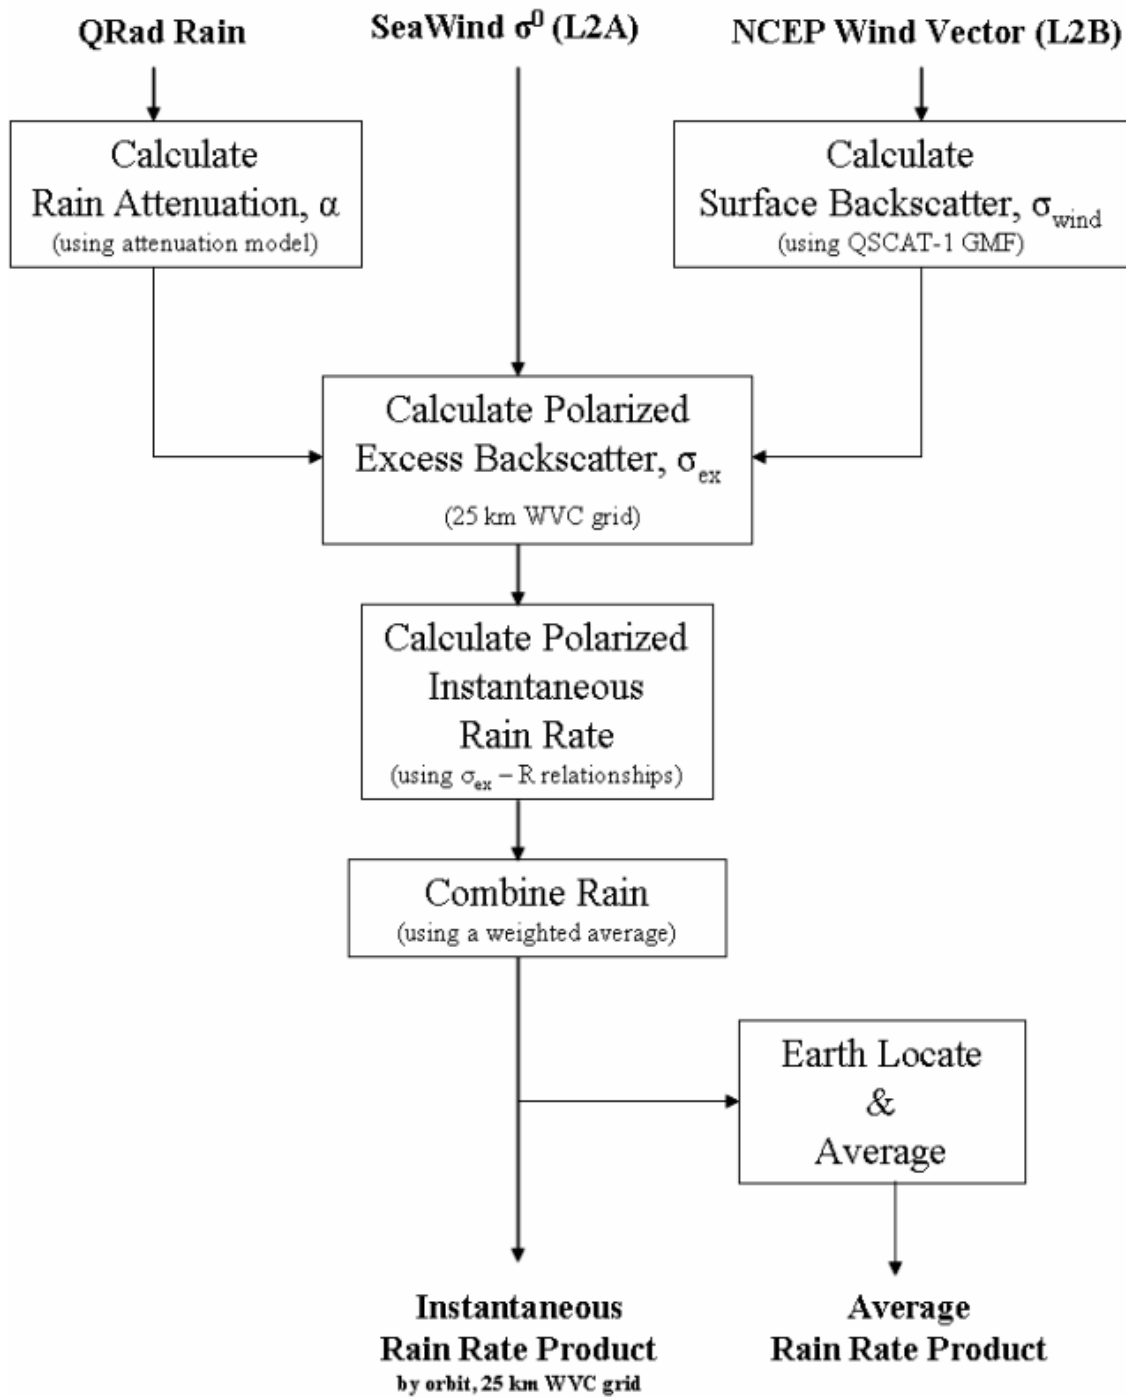 QRad Rain
SeaWind σ⁰ (L2A)
NCEP Wind Vector (L2B)
Calculate
Rain Attenuation, α
(using attenuation model)
Calculate
Surface Backscatter, σwind
(using QSCAT-1 GMF)
Calculate Polarized
Excess Backscatter, σex
(25 km WVC grid)
Calculate Polarized
Instantaneous
Rain Rate
(using σex – R relationships)
Combine Rain
(using a weighted average)
Earth Locate
&
Average
Instantaneous
Rain Rate Product
by orbit, 25 km WVC grid
Average
Rain Rate Product